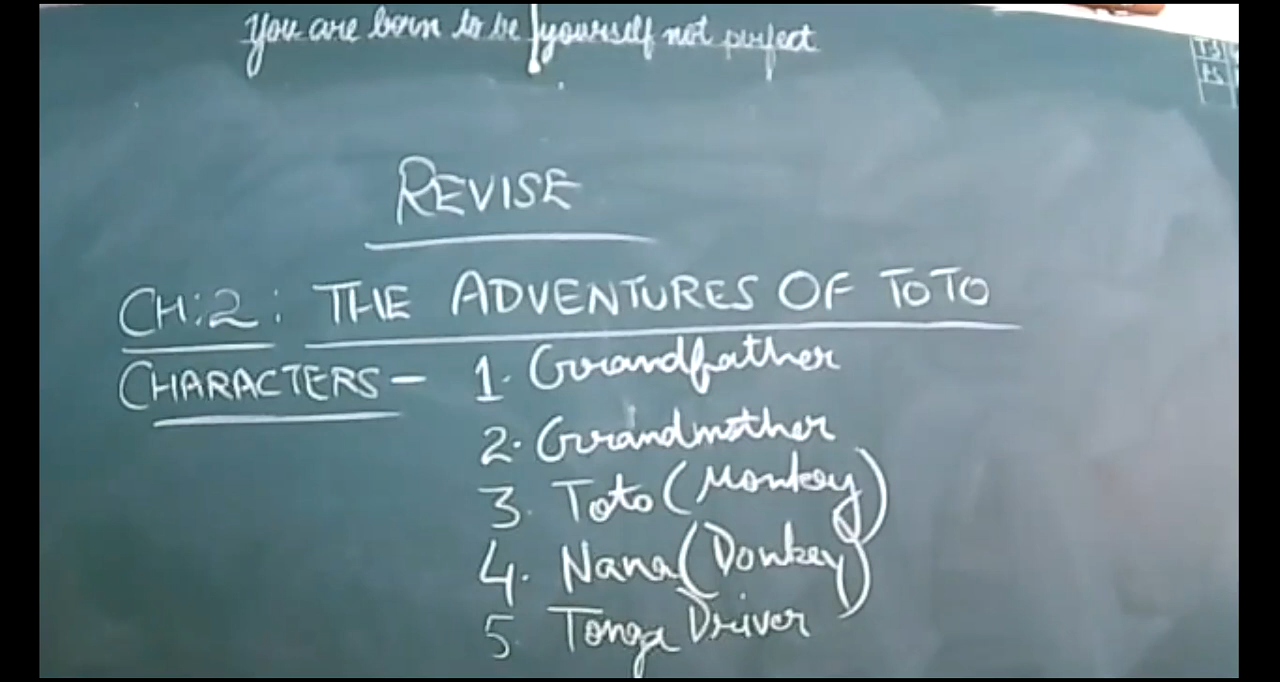 You are born to be yourself not perfect
REVISE
CH:2: THE ADVENTURES OF TOTO
CHARACTERS - 1. Grandfather
2. Grandmother
3. Toto (Monkey)
4. Nana (Donkey)
5. Tonga Driver